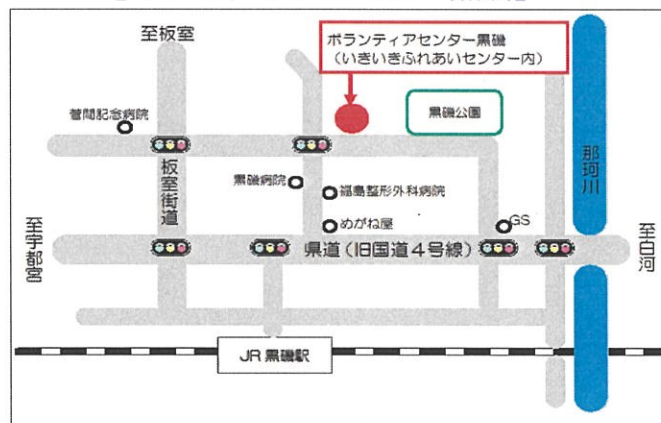 至板室
ボランティアセンター黒磯
（いきいきふれあいセンター内）
菅間記念病院
黒磯公園
板室街道
黒磯病院
福島整形外科病院
那珂川
めがね屋
GS
至宇都宮
県道（旧国道4号線）
至白河
JR 黒磯駅